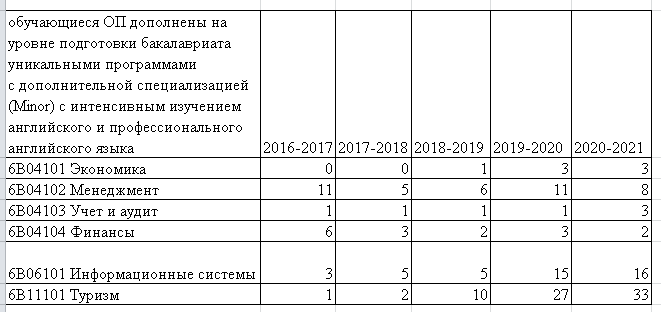 обучающиеся ОП дополнены на
уровне подготовки бакалавриата
уникальными программами
с дополнительной специализацией
(Minor) с интенсивным изучением
английского и профессионального
английского языка 2016-2017 2017-2018 2018-2019 2019-2020 2020-2021
6В04101 Экономика 0 0 1 3 3
6В04102 Менеджмент 11 5 6 11 8
6В04103 Учет и аудит 1 1 1 1 3
6В04104 Финансы 6 3 2 3 2
6В06101 Информационные системы 3 5 5 15 16
6В11101 Туризм 1 2 10 27 33